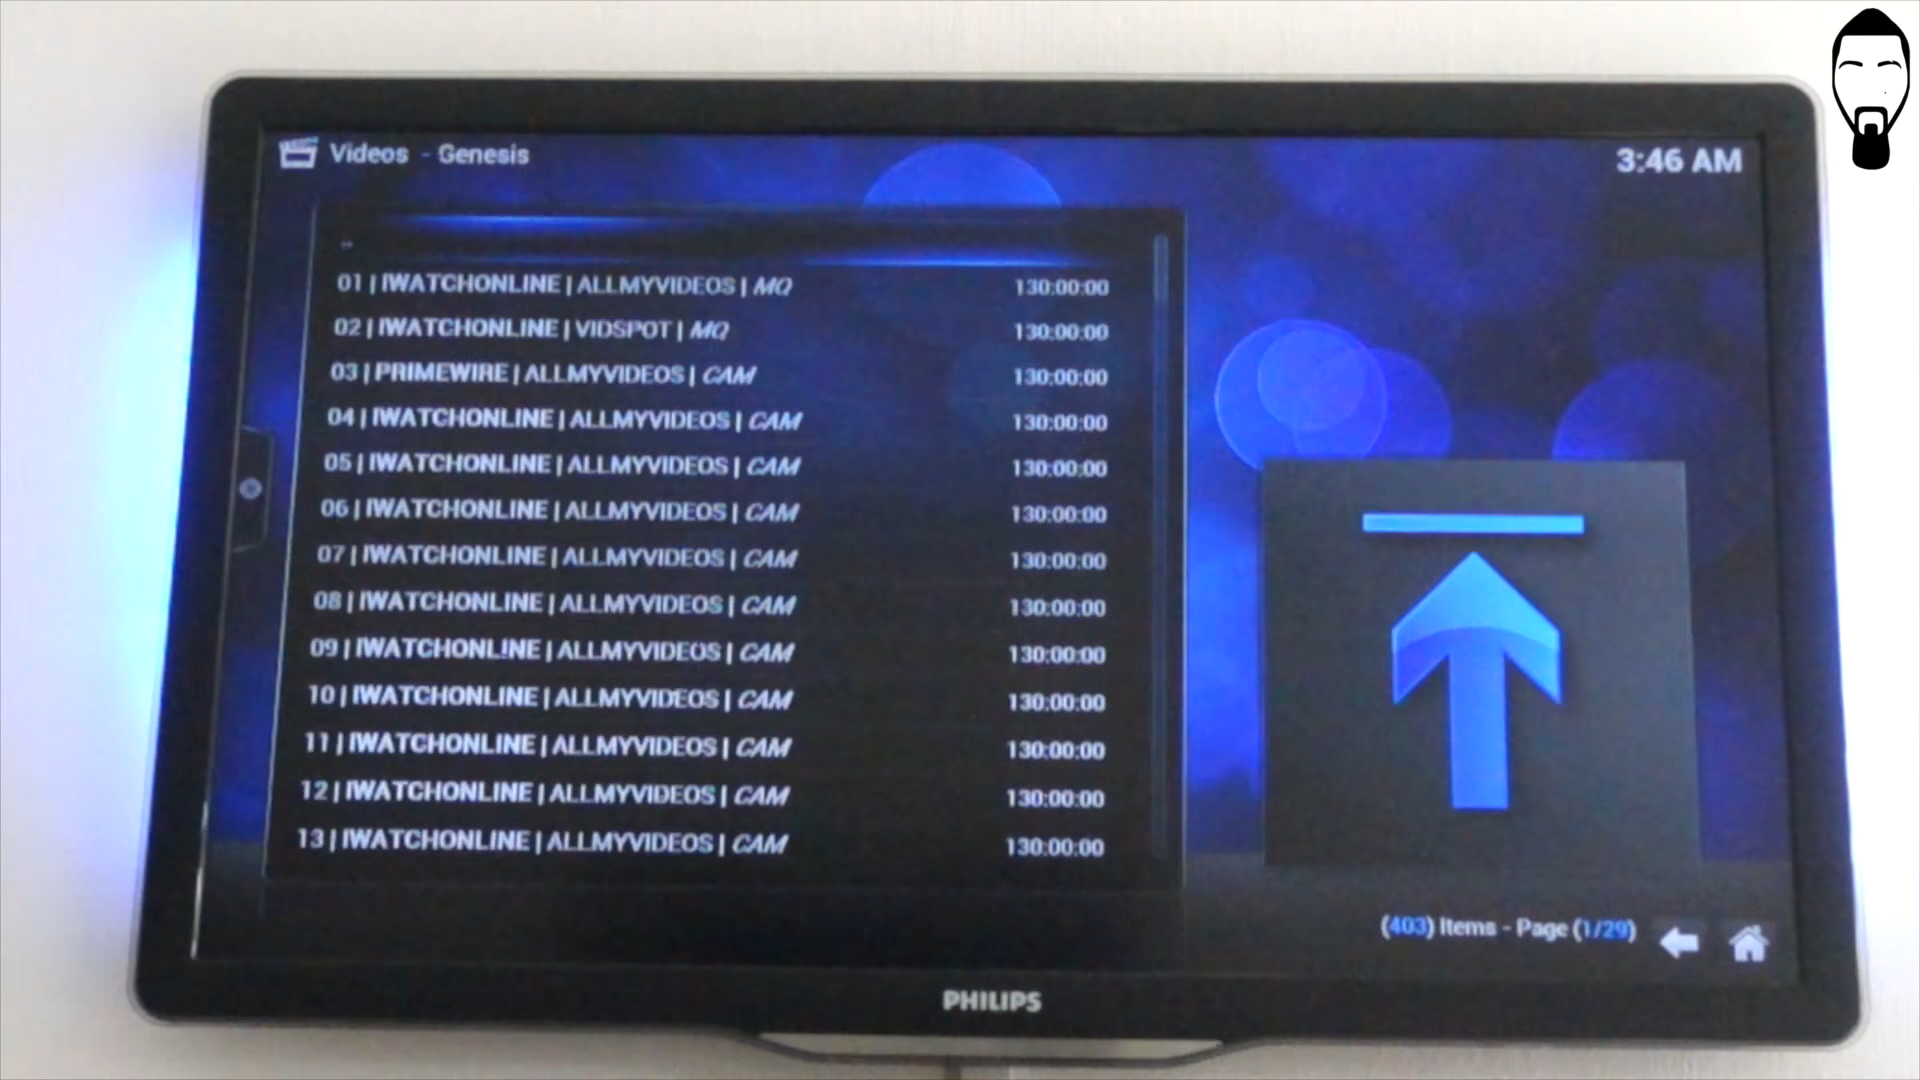 Videos - Genesis
3:46 AM
..
01 | IWATCHONLINE | ALLMYVIDEOS | MQ 130:00:00
02 | IWATCHONLINE | VIDSPOT | MQ 130:00:00
03 | PRIMEWIRE | ALLMYVIDEOS | CAM 130:00:00
04 | IWATCHONLINE | ALLMYVIDEOS | CAM 130:00:00
05 | IWATCHONLINE | ALLMYVIDEOS | CAM 130:00:00
06 | IWATCHONLINE | ALLMYVIDEOS | CAM 130:00:00
07 | IWATCHONLINE | ALLMYVIDEOS | CAM 130:00:00
08 | IWATCHONLINE | ALLMYVIDEOS | CAM 130:00:00
09 | IWATCHONLINE | ALLMYVIDEOS | CAM 130:00:00
10 | IWATCHONLINE | ALLMYVIDEOS | CAM 130:00:00
11 | IWATCHONLINE | ALLMYVIDEOS | CAM 130:00:00
12 | IWATCHONLINE | ALLMYVIDEOS | CAM 130:00:00
13 | IWATCHONLINE | ALLMYVIDEOS | CAM 130:00:00
(403) Items - Page (1/29)
PHILIPS